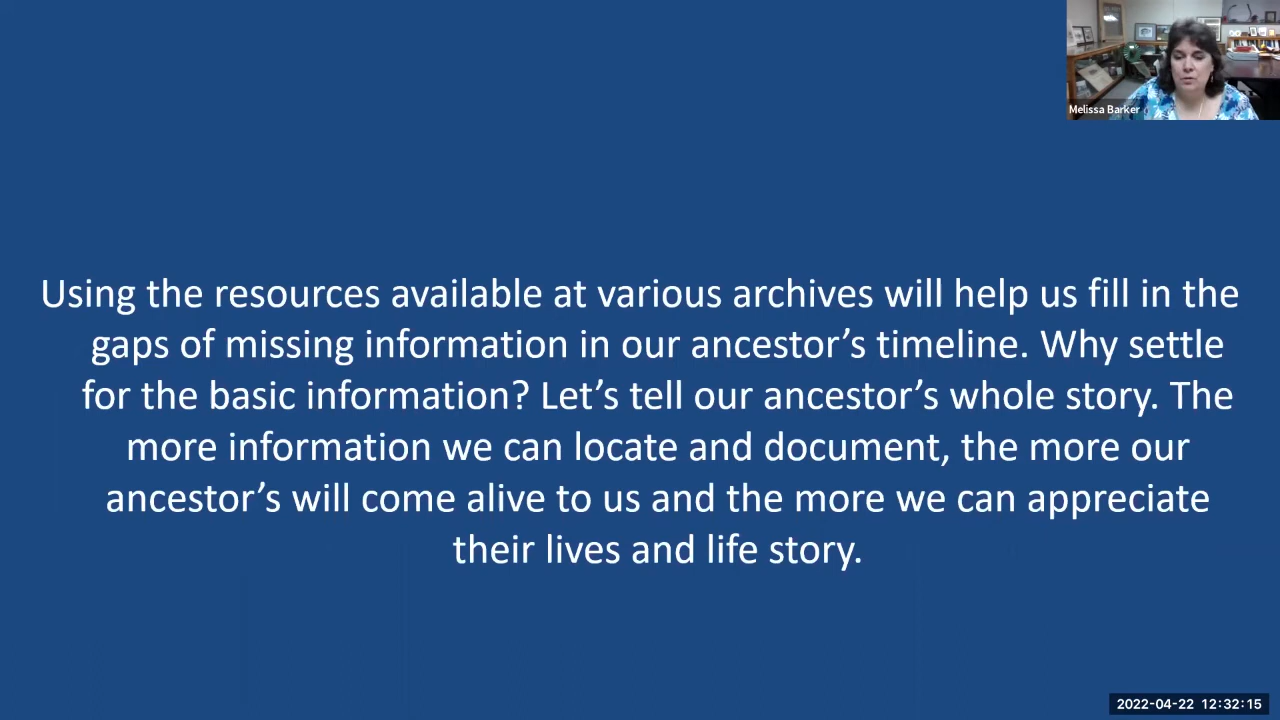 Melissa Barker
Using the resources available at various archives will help us fill in the
gaps of missing information in our ancestor’s timeline. Why settle
for the basic information? Let’s tell our ancestor’s whole story. The
more information we can locate and document, the more our
ancestor’s will come alive to us and the more we can appreciate
their lives and life story.
2022-04-22 12:32:15